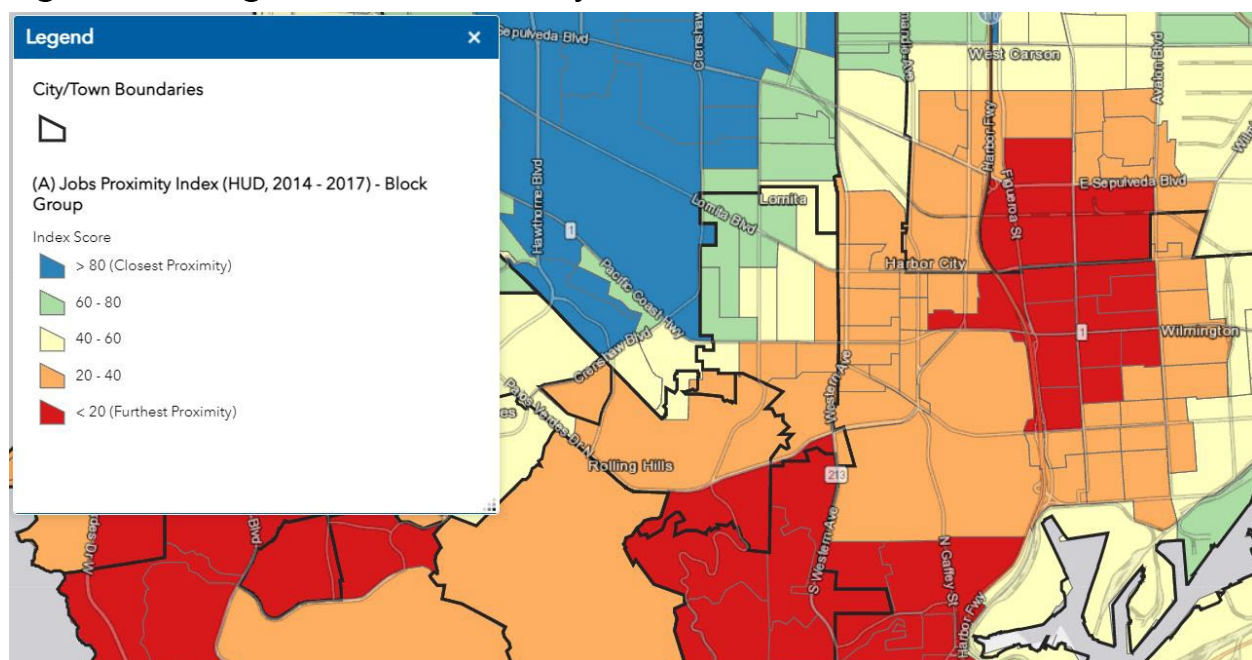 Legend
×
City/Town Boundaries
(A) Jobs Proximity Index (HUD, 2014 - 2017) - Block
Group
Index Score
> 80 (Closest Proximity)
60 - 80
40 - 60
20 - 40
< 20 (Furthest Proximity)
Sepulveda Blvd
Crenshaw
West Carson
Avalon Blvd
Harbor Fwy
Hawthorne Blvd
Lomita
Lomita Blvd
E Sepulveda Blvd
Figueroa St
1
Pacific Coast Hwy
Harbor City
1
Wilmington
Crenshaw Blvd
Western Ave
Palos Verdes Dr N
Rolling Hills
213
S Western Ave
N Gaffey St
Harbor Fwy